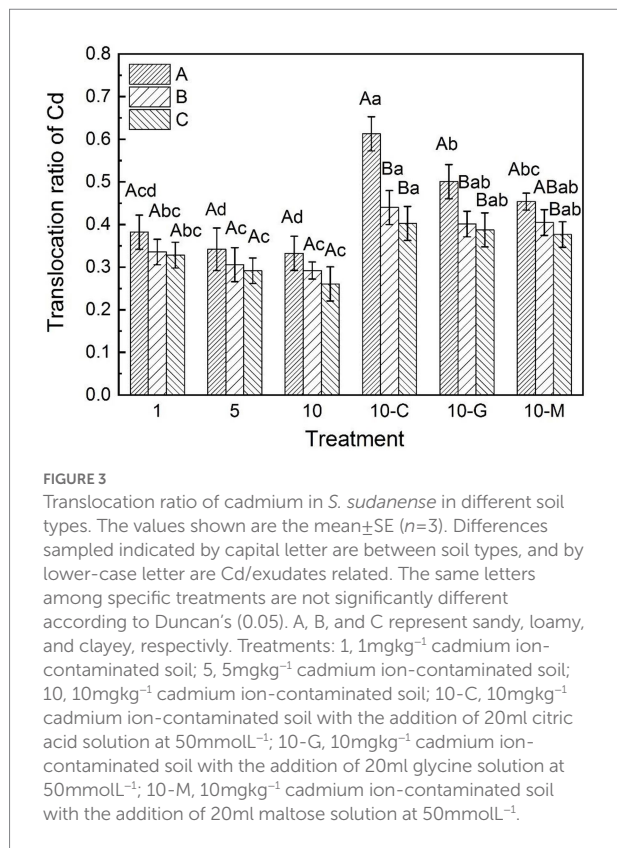 0.8
0.7
0.6
0.5
0.4
0.3
0.2
0.1
0.0
Translocation ratio of Cd
A
B
C
Acd
Abc
Abc
Ad
Ac
Ac
Ad
Ac
Ac
Aa
Ba
Ba
Ab
Bab
Bab
Abc
ABab
Bab
1 5 10 10-C 10-G 10-M
Treatment
FIGURE 3
Translocation ratio of cadmium in S. sudanense in different soil
types. The values shown are the mean±SE (n=3). Differences
sampled indicated by capital letter are between soil types, and by
lower-case letter are Cd/exudates related. The same letters
among specific treatments are not significantly different
according to Duncan's (0.05). A, B, and C represent sandy, loamy,
and clayey, respectivly. Treatments: 1, 1mgkg⁻¹ cadmium ion-
contaminated soil; 5, 5mgkg⁻¹ cadmium ion-contaminated soil;
10, 10mgkg⁻¹ cadmium ion-contaminated soil; 10-C, 10mgkg⁻¹
cadmium ion-contaminated soil with the addition of 20ml citric
acid solution at 50mmolL⁻¹; 10-G, 10mgkg⁻¹ cadmium ion-
contaminated soil with the addition of 20ml glycine solution at
50mmolL⁻¹; 10-M, 10mgkg⁻¹ cadmium ion-contaminated soil
with the addition of 20ml maltose solution at 50mmolL⁻¹.